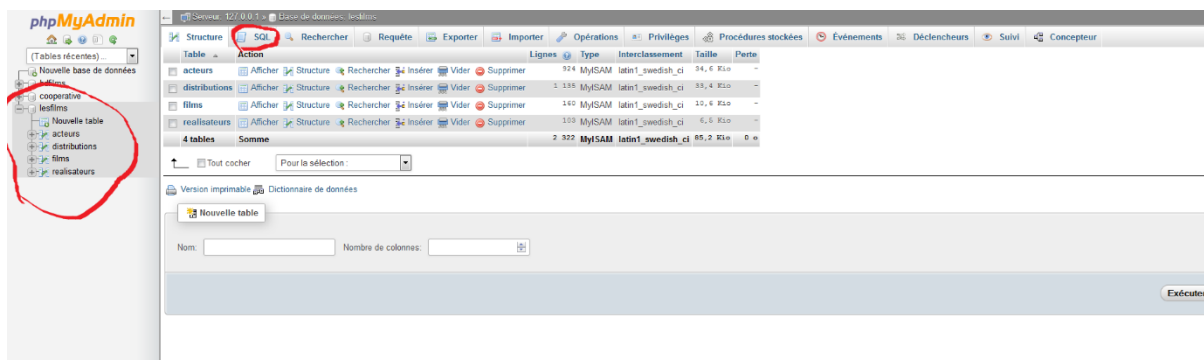 phpMyAdmin
(Tables récentes) ...
Nouvelle base de données
bdfilms
cooperative
lesfilms
Nouvelle table
acteurs
distributions
films
realisateurs
Serveur: 127.0.0.1 » Base de données: lesfilms
Structure SQL Rechercher Requête Exporter Importer Opérations Privilèges Procédures stockées Événements Déclencheurs Suivi Concepteur
Table Action Lignes Type Interclassement Taille Perte
acteurs Afficher Structure Rechercher Insérer Vider Supprimer 924 MyISAM latin1_swedish_ci 34,6 Kio -
distributions Afficher Structure Rechercher Insérer Vider Supprimer 1 135 MyISAM latin1_swedish_ci 33,4 Kio -
films Afficher Structure Rechercher Insérer Vider Supprimer 160 MyISAM latin1_swedish_ci 10,6 Kio -
realisateurs Afficher Structure Rechercher Insérer Vider Supprimer 103 MyISAM latin1_swedish_ci 6,5 Kio -
4 tables Somme 2 322 MyISAM latin1_swedish_ci 85,2 Kio 0 o
Tout cocher Pour la sélection :
Version imprimable Dictionnaire de données
Nouvelle table
Nom: Nombre de colonnes:
Exécuter